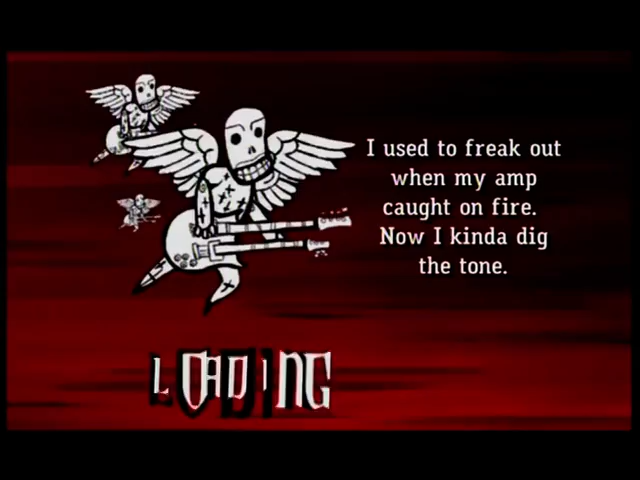 I used to freak out
when my amp
caught on fire.
Now I kinda dig
the tone.
LOADING